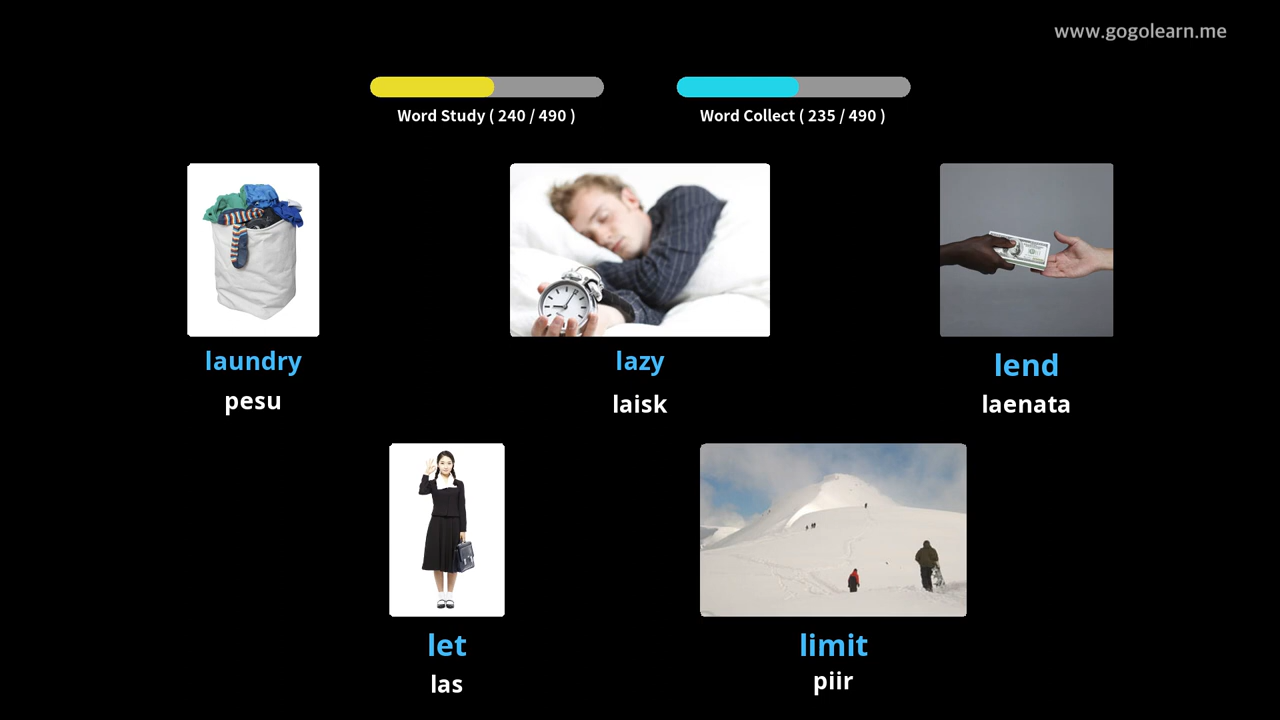 www.gogolearn.me
Word Study ( 240 / 490 )
Word Collect ( 235 / 490 )
laundry
pesu
lazy
laisk
lend
laenata
let
las
limit
piir